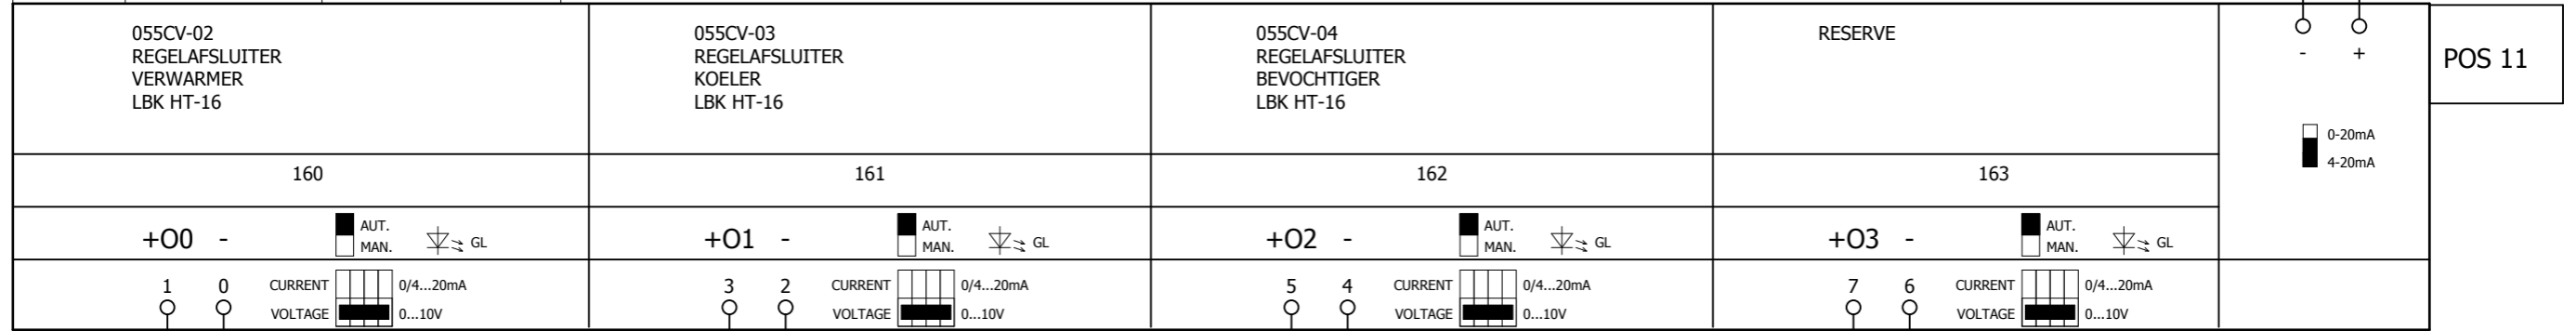 055CV-02
REGELAFSLUITER
VERWARMER
LBK HT-16
055CV-03
REGELAFSLUITER
KOELER
LBK HT-16
055CV-04
REGELAFSLUITER
BEVOCHTIGER
LBK HT-16
RESERVE
- +
POS 11
0-20mA
4-20mA
160 161 162 163
+O0 - AUT. MAN. GL
+O1 - AUT. MAN. GL
+O2 - AUT. MAN. GL
+O3 - AUT. MAN. GL
1 0 CURRENT 0/4...20mA
VOLTAGE 0...10V
3 2 CURRENT 0/4...20mA
VOLTAGE 0...10V
5 4 CURRENT 0/4...20mA
VOLTAGE 0...10V
7 6 CURRENT 0/4...20mA
VOLTAGE 0...10V